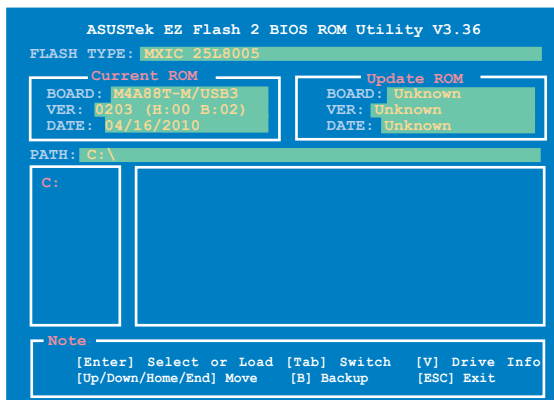 ASUSTek EZ Flash 2 BIOS ROM Utility V3.36
FLASH TYPE: MXIC 25L8005
Current ROM
BOARD: M4A88T-M/USB3
VER: 0203 (H:00 B:02)
DATE: 04/16/2010
Update ROM
BOARD: Unknown
VER: Unknown
DATE: Unknown
PATH: C:\
C:
Note
[Enter] Select or Load [Tab] Switch [V] Drive Info
[Up/Down/Home/End] Move [B] Backup [ESC] Exit